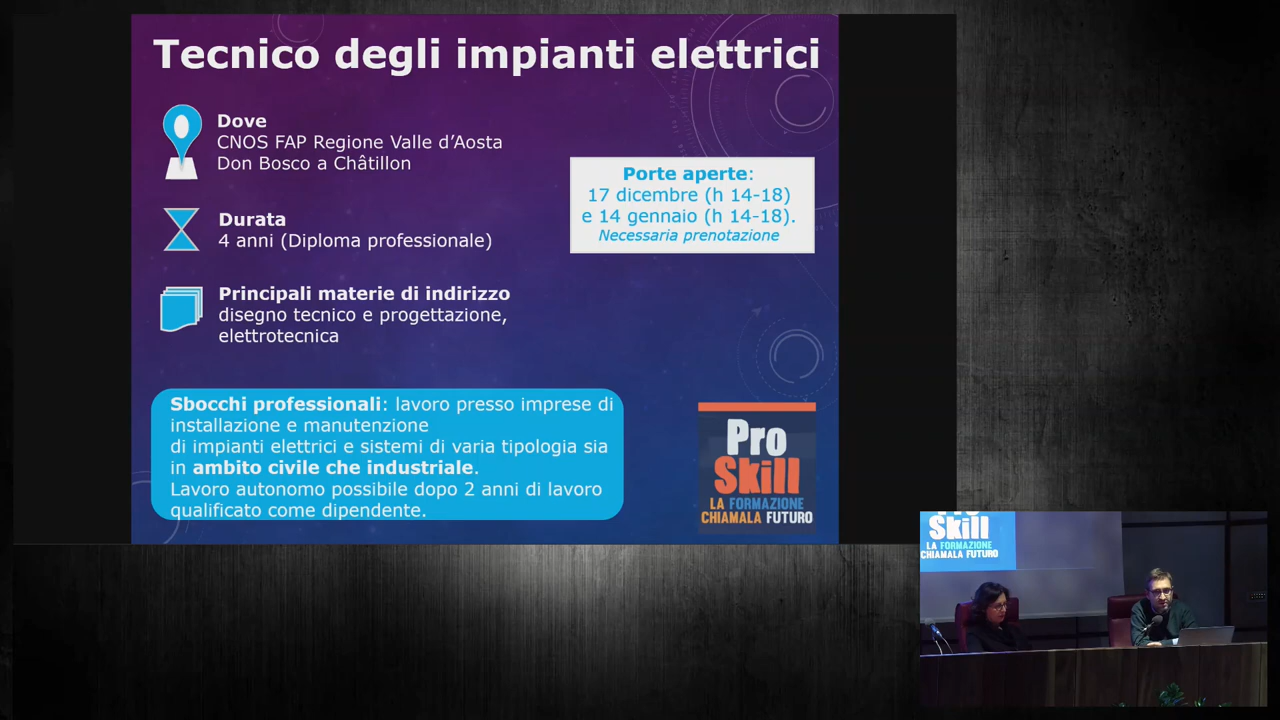 Tecnico degli impianti elettrici
Dove
CNOS FAP Regione Valle d’Aosta
Don Bosco a Châtillon
Porte aperte:
17 dicembre (h 14-18)
e 14 gennaio (h 14-18).
Necessaria prenotazione
Durata
4 anni (Diploma professionale)
Principali materie di indirizzo
disegno tecnico e progettazione,
elettrotecnica
Sbocchi professionali: lavoro presso imprese di
installazione e manutenzione
di impianti elettrici e sistemi di varia tipologia sia
in ambito civile che industriale.
Lavoro autonomo possibile dopo 2 anni di lavoro
qualificato come dipendente.
Pro
Skill
LA FORMAZIONE
CHIAMALA FUTURO
Pro
Skill
LA FORMAZIONE
CHIAMALA FUTURO